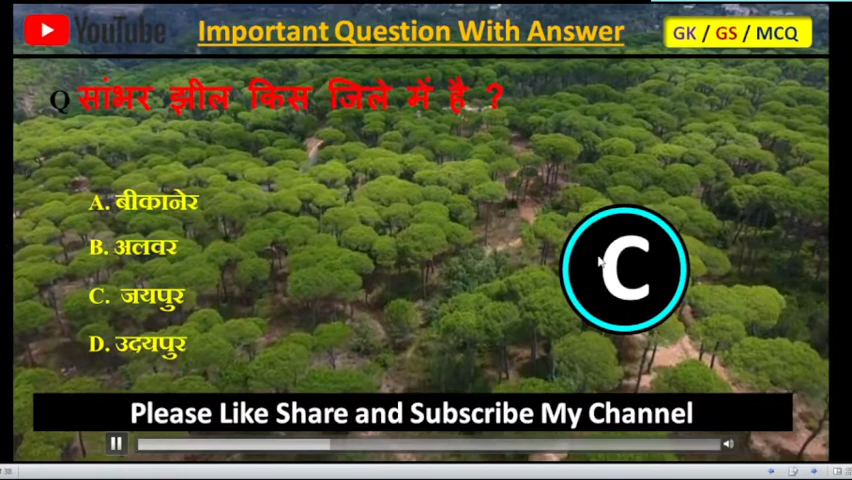 YouTube
Important Question With Answer
GK / GS / MCQ
Q सांभर झील किस जिले में है ?
A. बीकानेर
B. अलवर
C. जयपुर
D. उदयपुर
C
Please Like Share and Subscribe My Channel